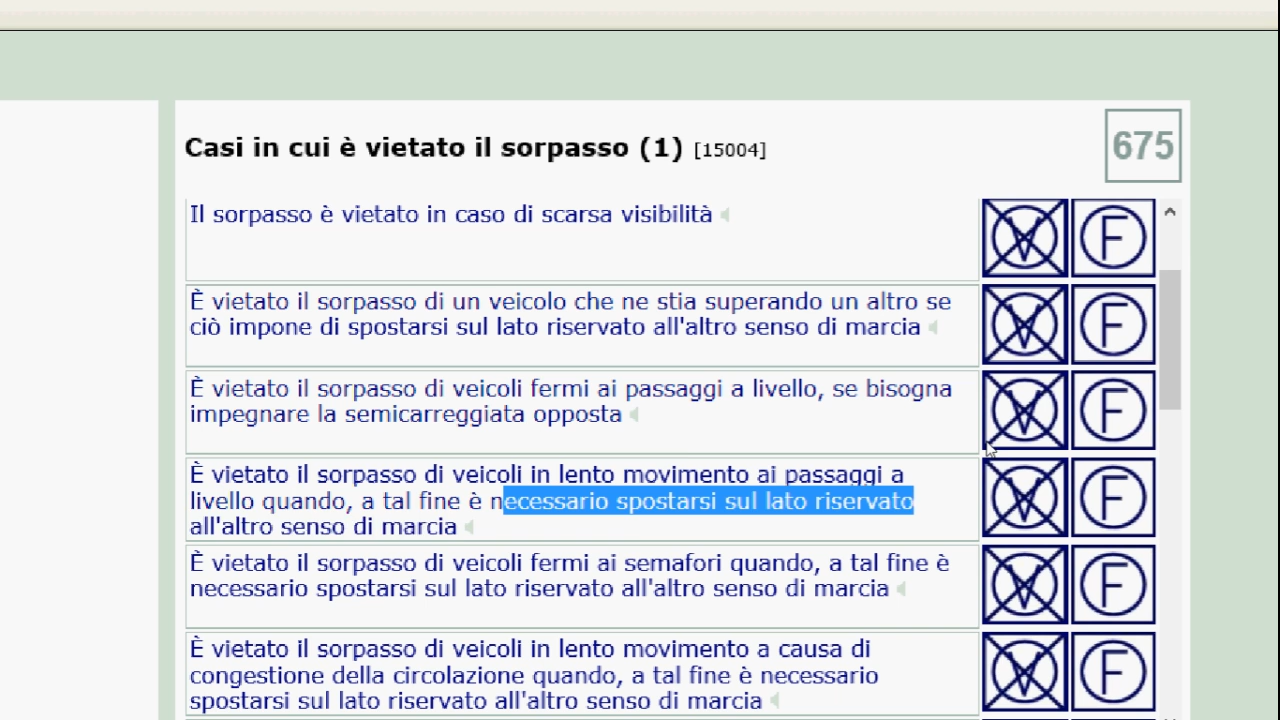 Casi in cui è vietato il sorpasso (1) [15004]
675
Il sorpasso è vietato in caso di scarsa visibilità
V F
È vietato il sorpasso di un veicolo che ne stia superando un altro se
ciò impone di spostarsi sul lato riservato all'altro senso di marcia
V F
È vietato il sorpasso di veicoli fermi ai passaggi a livello, se bisogna
impegnare la semicarreggiata opposta
V F
È vietato il sorpasso di veicoli in lento movimento ai passaggi a
livello quando, a tal fine è necessario spostarsi sul lato riservato
all'altro senso di marcia
V F
È vietato il sorpasso di veicoli fermi ai semafori quando, a tal fine è
necessario spostarsi sul lato riservato all'altro senso di marcia
V F
È vietato il sorpasso di veicoli in lento movimento a causa di
congestione della circolazione quando, a tal fine è necessario
spostarsi sul lato riservato all'altro senso di marcia
V F